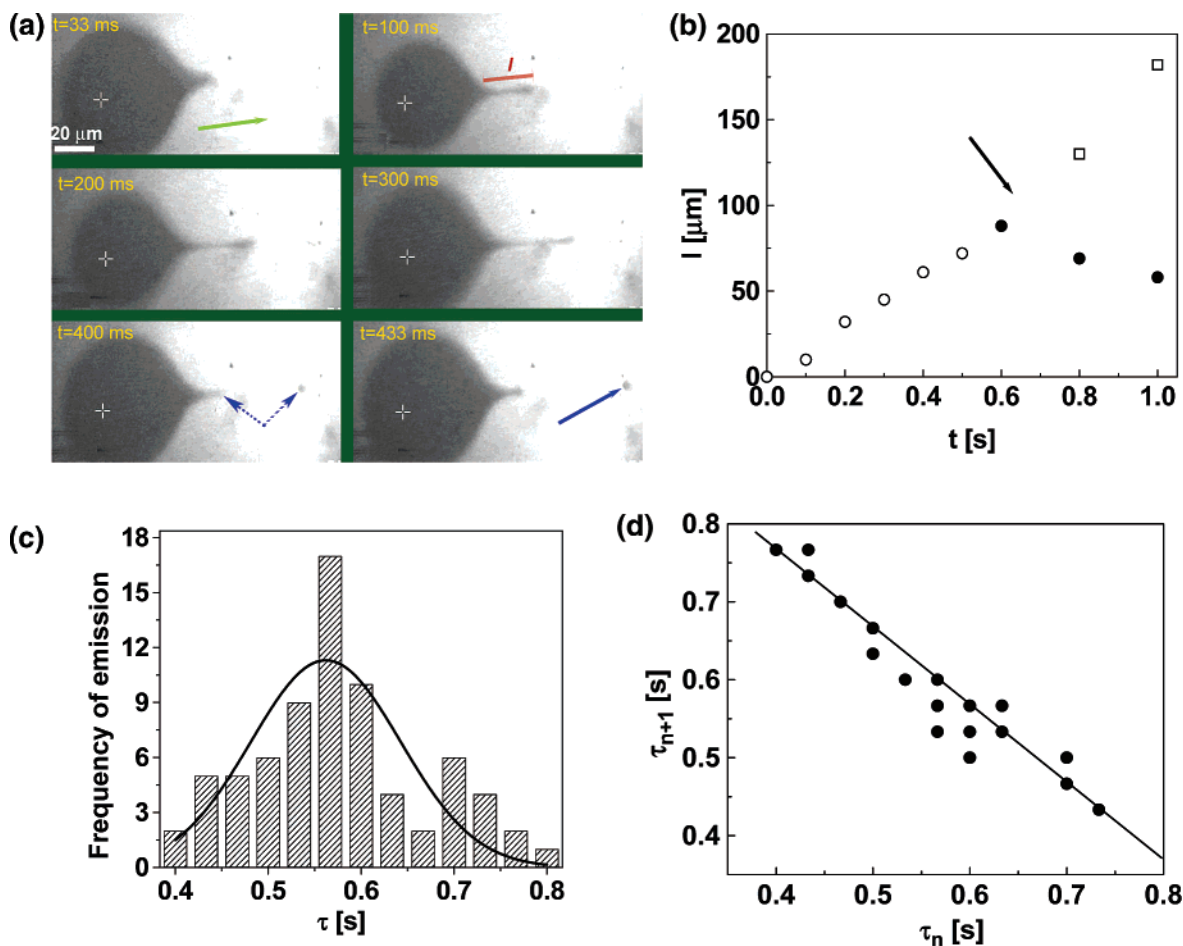 (a)
t=33 ms
20 μm
t=100 ms
l
t=200 ms
t=300 ms
t=400 ms
t=433 ms
(b)
200
150
100
50
0
0.0 0.2 0.4 0.6 0.8 1.0
l [μm]
t [s]
(c)
18
15
12
9
6
3
0
0.4 0.5 0.6 0.7 0.8
Frequency of emission
τ [s]
(d)
0.8
0.7
0.6
0.5
0.4
0.4 0.5 0.6 0.7 0.8
τn+1 [s]
τn [s]